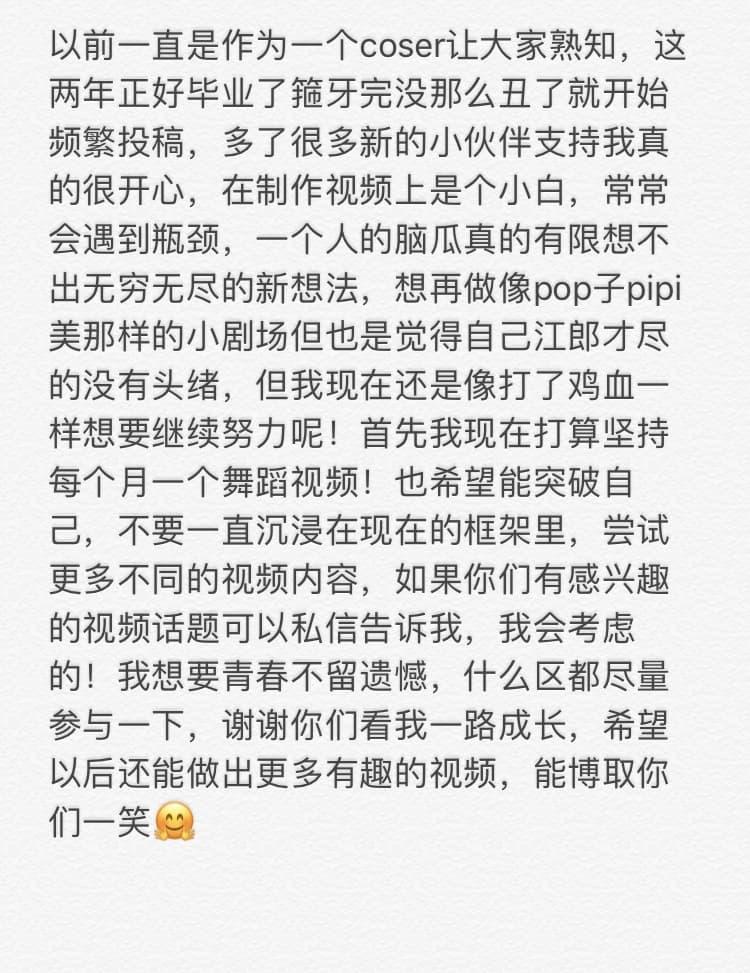 以前一直是作为一个coser让大家熟知，这
两年正好毕业了箍牙完没那么丑了就开始
频繁投稿，多了很多新的小伙伴支持我真
的很开心，在制作视频上是个小白，常常
会遇到瓶颈，一个人的脑瓜真的有限想不
出无穷无尽的新想法，想再做像pop子pipi
美那样的小剧场但也是觉得自己江郎才尽
的没有头绪，但我现在还是像打了鸡血一
样想要继续努力呢！首先我现在打算坚持
每个月一个舞蹈视频！也希望能突破自
己，不要一直沉浸在现在的框架里，尝试
更多不同的视频内容，如果你们有感兴趣
的视频话题可以私信告诉我，我会考虑
的！我想要青春不留遗憾，什么区都尽量
参与一下，谢谢你们看我一路成长，希望
以后还能做出更多有趣的视频，能博取你
们一笑🤗